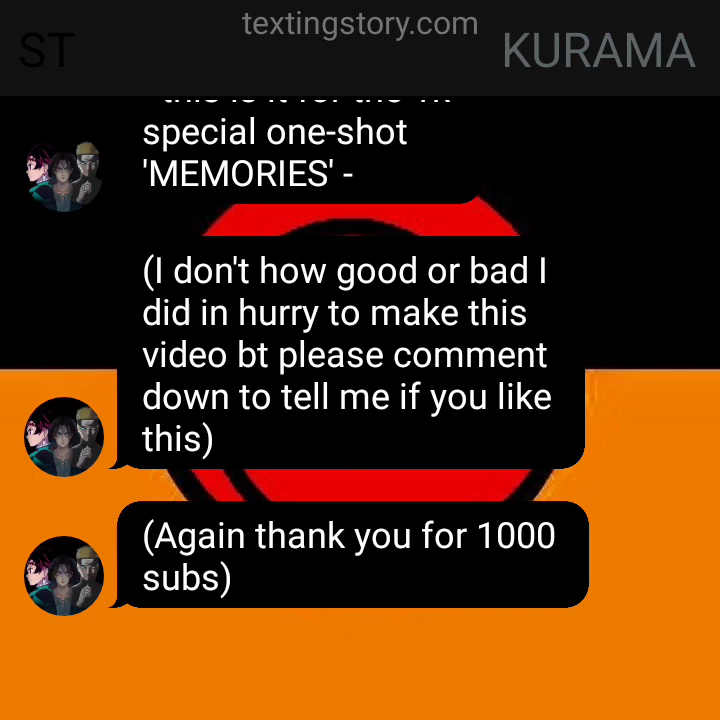 textingstory.com
ST
KURAMA
special one-shot
'MEMORIES' -
(I don't how good or bad I
did in hurry to make this
video bt please comment
down to tell me if you like
this)
(Again thank you for 1000
subs)